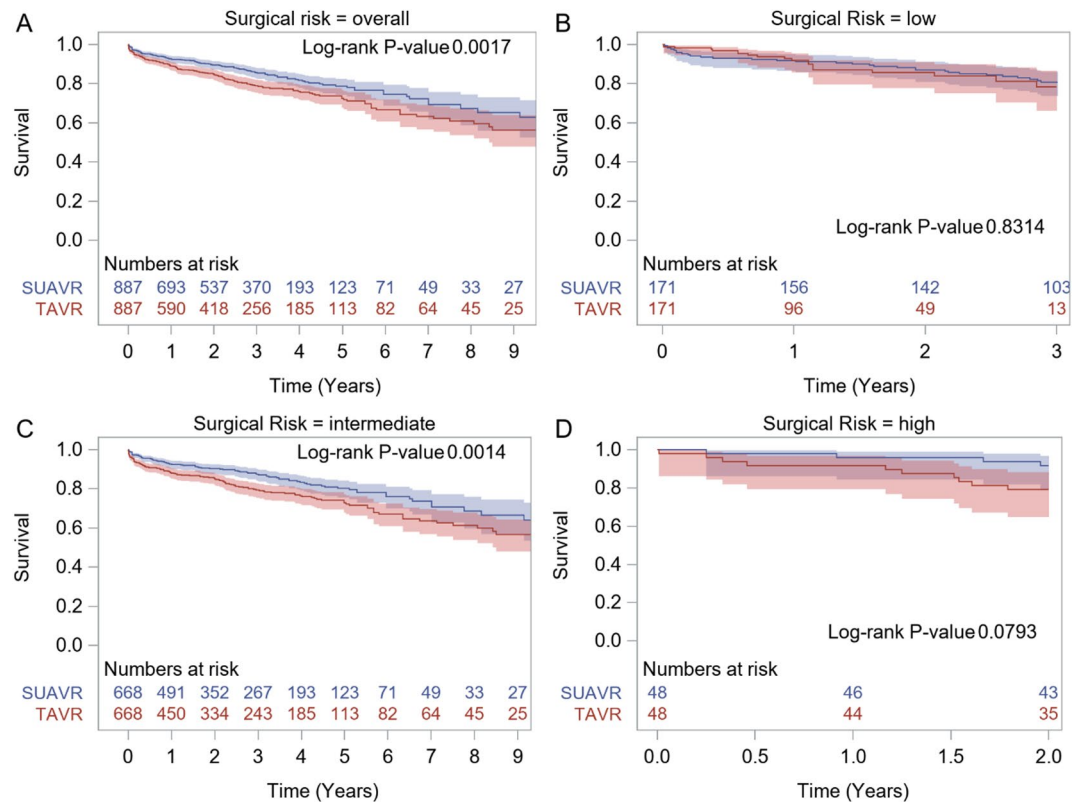 A
Surgical risk = overall
Log-rank P-value 0.0017
Survival
1.0
0.8
0.6
0.4
0.2
0.0
Numbers at risk
SUAVR 887 693 537 370 193 123 71 49 33 27
TAVR 887 590 418 256 185 113 82 64 45 25
0 1 2 3 4 5 6 7 8 9
Time (Years)
B
Surgical Risk = low
Survival
1.0
0.8
0.6
0.4
0.2
0.0
Log-rank P-value 0.8314
Numbers at risk
SUAVR 171 156 142 103
TAVR 171 96 49 13
0 1 2 3
Time (Years)
C
Surgical Risk = intermediate
Log-rank P-value 0.0014
Survival
1.0
0.8
0.6
0.4
0.2
0.0
Numbers at risk
SUAVR 668 491 352 267 193 123 71 49 33 27
TAVR 668 450 334 243 185 113 82 64 45 25
0 1 2 3 4 5 6 7 8 9
Time (Years)
D
Surgical Risk = high
Survival
1.0
0.8
0.6
0.4
0.2
0.0
Log-rank P-value 0.0793
Numbers at risk
SUAVR 48 46 43
TAVR 48 44 35
0.0 0.5 1.0 1.5 2.0
Time (Years)